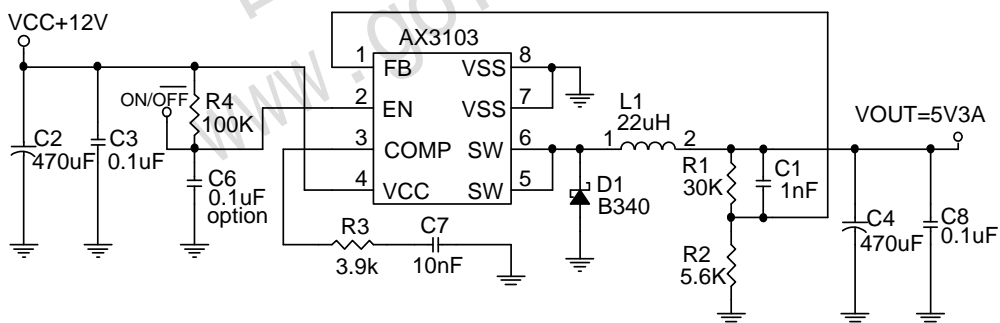 www.go
VCC+12V
AX3103
1 FB VSS 8
2 EN VSS 7
3 COMP SW 6
4 VCC SW 5
ON/OFF
R4
100K
C2
470uF
C3
0.1uF
C6
0.1uF
option
R3
3.9k
C7
10nF
L1
22uH
1 2
D1
B340
R1
30K
C1
1nF
R2
5.6K
VOUT=5V3A
C4
470uF
C8
0.1uF